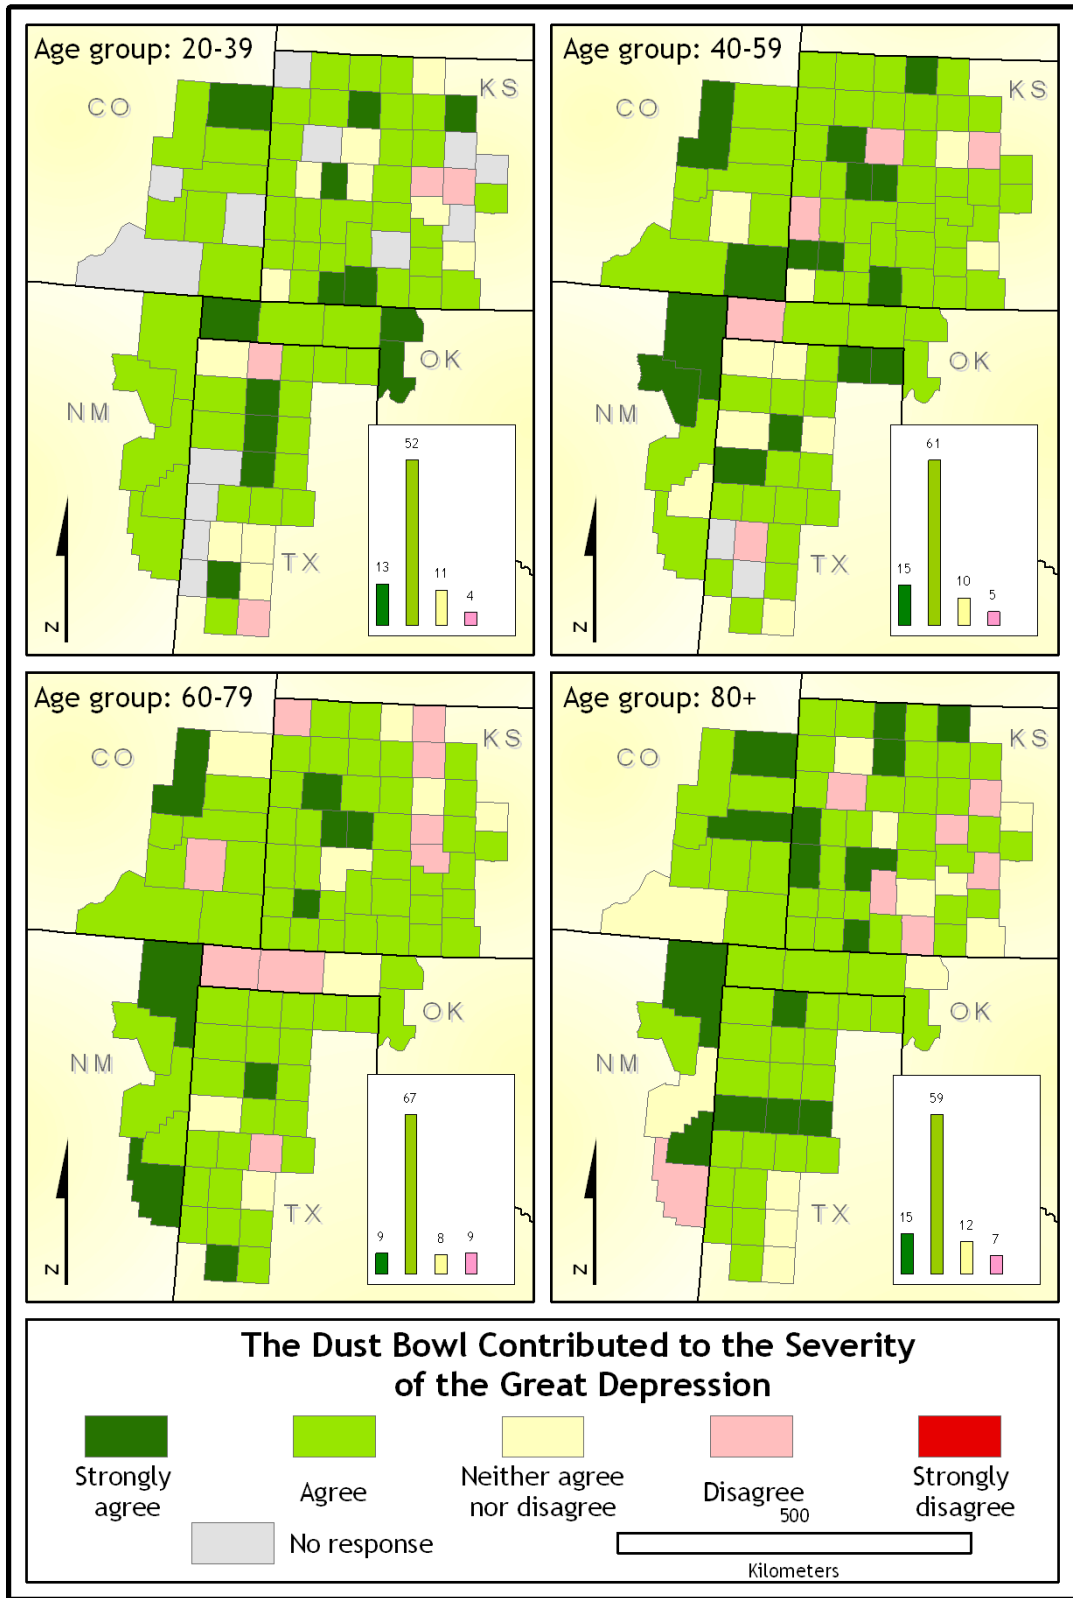 Age group: 20-39
CO
KS
OK
NM
TX
13
52
11
4
N
Age group: 40-59
CO
KS
OK
NM
TX
15
61
10
5
N
Age group: 60-79
CO
KS
OK
NM
TX
9
67
8
9
N
Age group: 80+
CO
KS
OK
NM
TX
15
59
12
7
N
The Dust Bowl Contributed to the Severity
of the Great Depression
Strongly
agree
Agree
Neither agree
nor disagree
Disagree
Strongly
disagree
No response
500
Kilometers